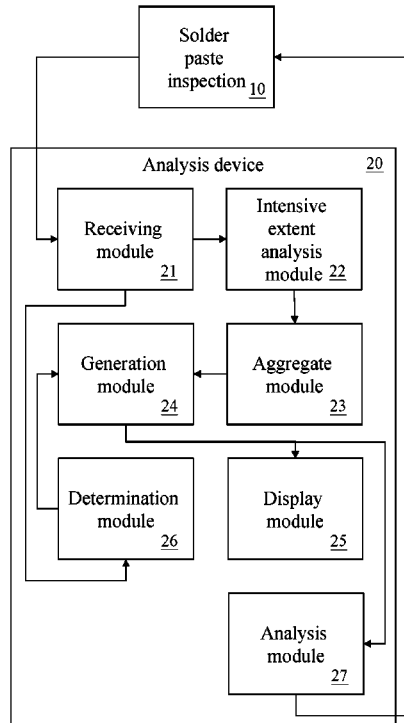 Solder
paste
inspection
10
Analysis device
20
Receiving
module
21
Intensive
extent
analysis
module
22
Generation
module
24
Aggregate
module
23
Determination
module
26
Display
module
25
Analysis
module
27